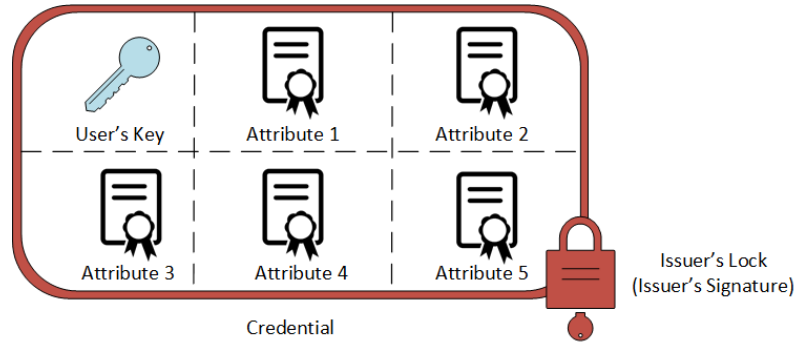 User's Key
Attribute 1
Attribute 2
Attribute 3
Attribute 4
Attribute 5
Issuer's Lock
(Issuer's Signature)
Credential